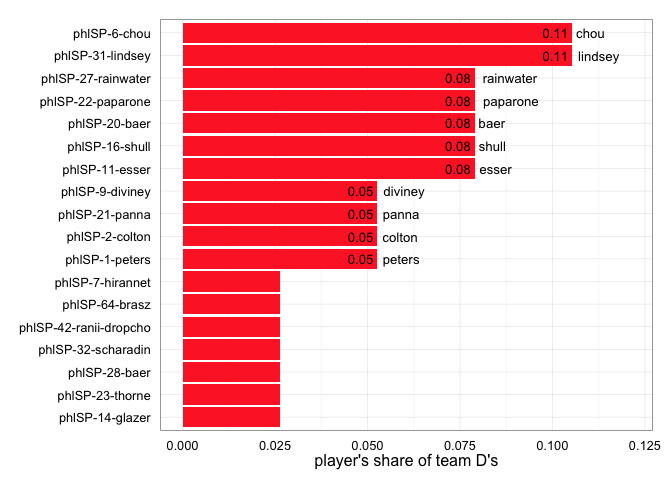 phlSP-6-chou 0.11 chou
phlSP-31-lindsey 0.11 lindsey
phlSP-27-rainwater 0.08 rainwater
phlSP-22-paparone 0.08 paparone
phlSP-20-baer 0.08 baer
phlSP-16-shull 0.08 shull
phlSP-11-esser 0.08 esser
phlSP-9-diviney 0.05 diviney
phlSP-21-panna 0.05 panna
phlSP-2-colton 0.05 colton
phlSP-1-peters 0.05 peters
phlSP-7-hirannet
phlSP-64-brasz
phlSP-42-ranii-dropcho
phlSP-32-scharadin
phlSP-28-baer
phlSP-23-thorne
phlSP-14-glazer
0.000 0.025 0.050 0.075 0.100 0.125
player's share of team D's